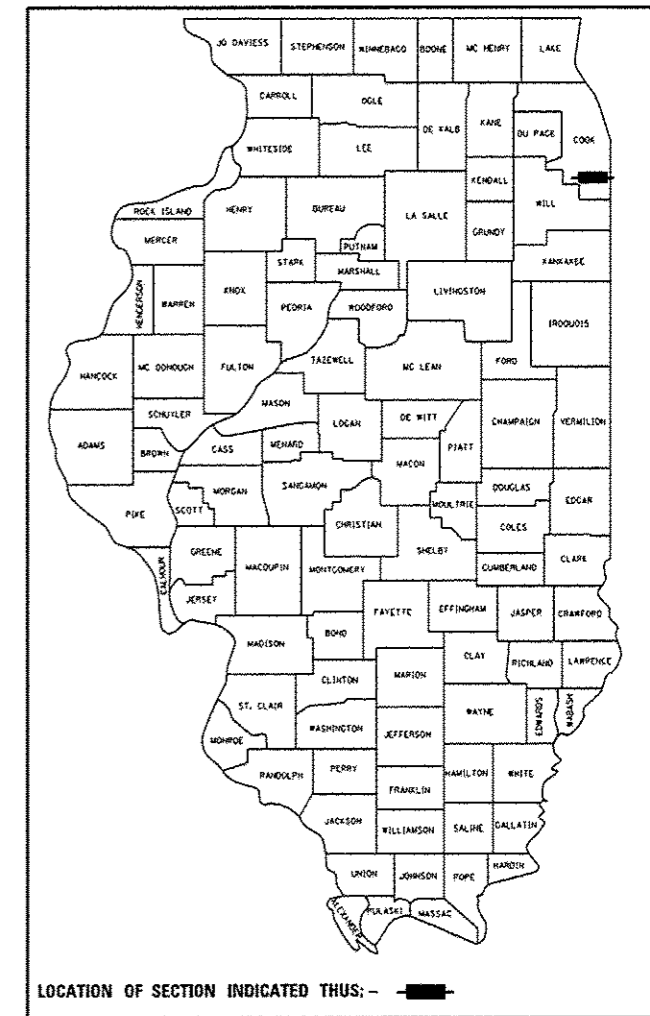 JO DAVIESS STEPHENSON WINNEBAGO BOONE MC HENRY LAKE
CARROLL OGLE DE KALB KANE DU PAGE COOK
WHITESIDE LEE KENDALL WILL
ROCK ISLAND HENRY BUREAU LA SALLE GRUNDY
MERCER PUTNAM KANKAKEE
STARK MARSHALL
HENDERSON WARREN KNOX PEORIA WOODFORD LIVINGSTON IROQUOIS
HANCOCK MC DONOUGH FULTON TAZEWELL MC LEAN FORD
SCHUYLER MASON LOGAN DE WITT CHAMPAIGN VERMILION
ADAMS BROWN CASS MENARD MACON PIATT
PIKE SCOTT MORGAN SANGAMON MOULTRIE DOUGLAS EDGAR
CHRISTIAN COLES
CALHOUN GREENE MACOUPIN MONTGOMERY SHELBY CUMBERLAND CLARK
JERSEY FAYETTE EFFINGHAM JASPER CRAWFORD
MADISON BOND CLAY RICHLAND LAWRENCE
CLINTON MARION
ST. CLAIR WASHINGTON JEFFERSON WAYNE EDWARDS WABASH
MONROE
RANDOLPH PERRY FRANKLIN HAMILTON WHITE
JACKSON WILLIAMSON SALINE GALLATIN
UNION JOHNSON POPE HARDIN
ALEXANDER PULASKI MASSAC
LOCATION OF SECTION INDICATED THUS: -